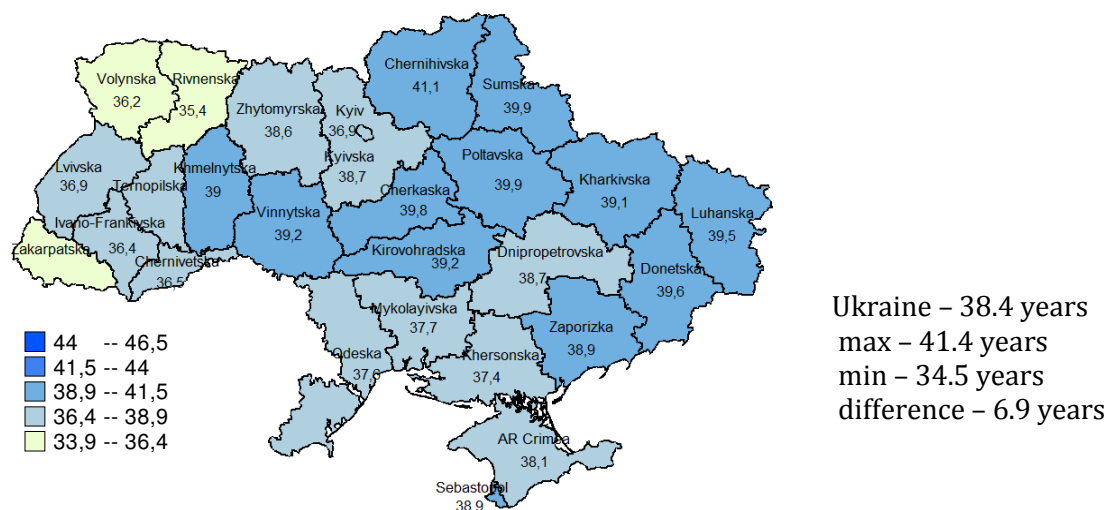 Volynska
36,2
Rivnenska
35,4
Zhytomyrska
38,6
Kyiv
36,9
Kyivska
38,7
Chernihivska
41,1
Sumska
39,9
Lvivska
36,9
Ternopilska
Khmelnytska
39
Vinnytska
39,2
Cherkaska
39,8
Poltavska
39,9
Kharkivska
39,1
Luhanska
39,5
Ivano-Frankivska
36,4
Zakarpatska
Chernivetska
36,5
Kirovohradska
39,2
Dnipropetrovska
38,7
Donetska
39,6
Mykolayivska
37,7
Zaporizka
38,9
Odeska
37,6
Khersonska
37,4
AR Crimea
38,1
Sebastopol
38,9
44 -- 46,5
41,5 -- 44
38,9 -- 41,5
36,4 -- 38,9
33,9 -- 36,4
Ukraine – 38.4 years
max – 41.4 years
min – 34.5 years
difference – 6.9 years